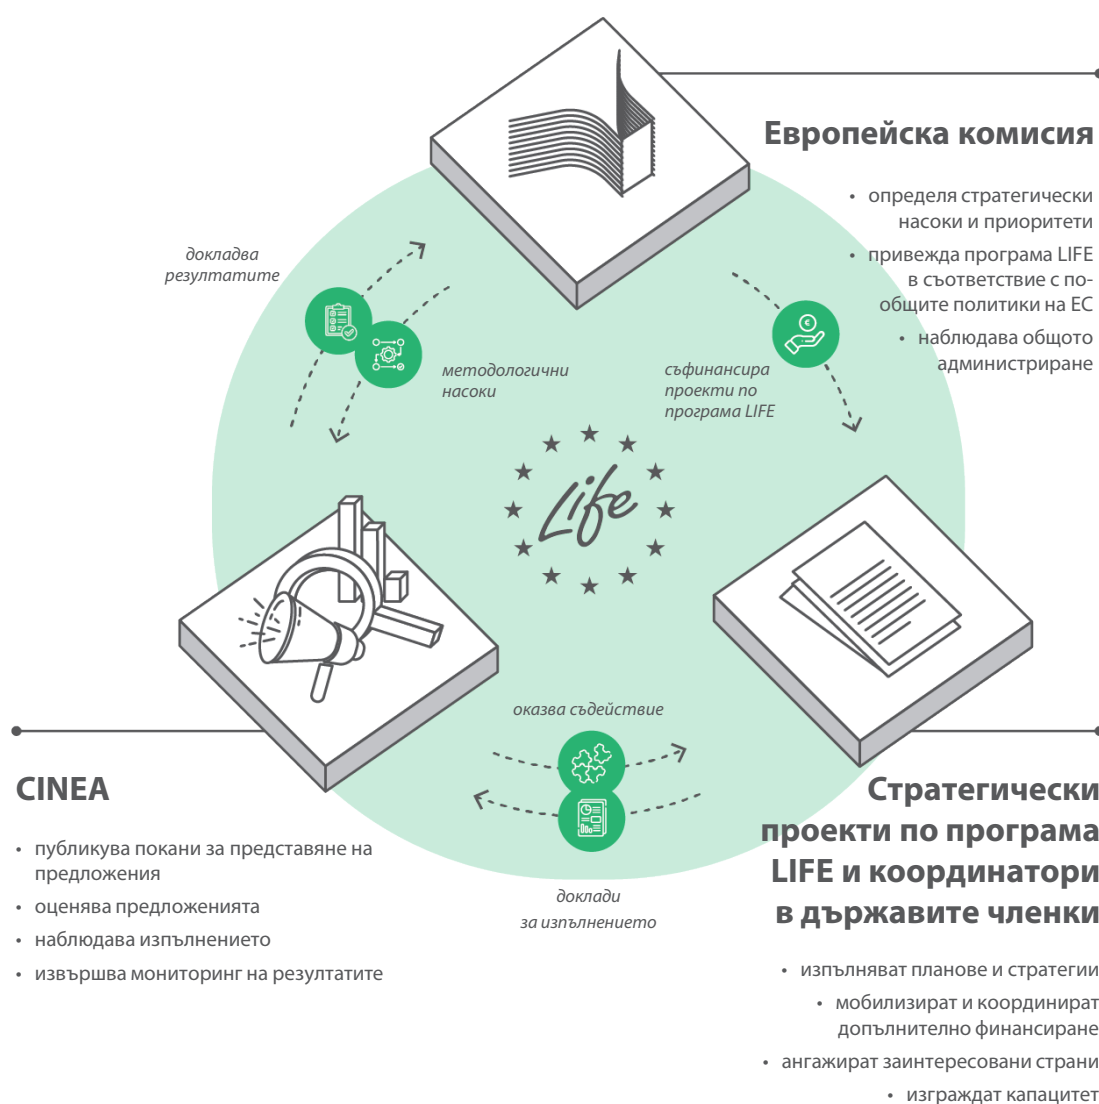 Европейска комисия
• определя стратегически
насоки и приоритети
• привежда програма LIFE
в съответствие с по-
общите политики на ЕС
• наблюдава общото
администриране
докладва
резултатите
методологични
насоки
съфинансира
проекти по
програма LIFE
Life
оказва съдействие
доклади
за изпълнението
CINEA
• публикува покани за представяне на
предложения
• оценява предложенията
• наблюдава изпълнението
• извършва мониторинг на резултатите
Стратегически
проекти по програма
LIFE и координатори
в държавите членки
• изпълняват планове и стратегии
• мобилизират и координират
допълнително финансиране
• ангажират заинтересовани страни
• изграждат капацитет